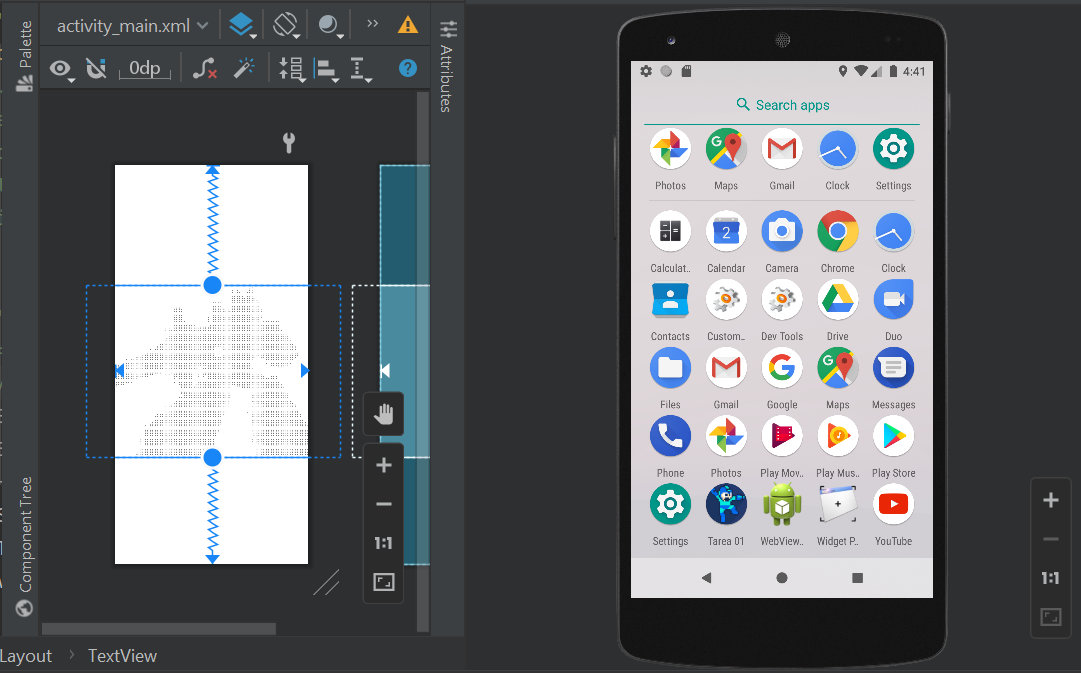 Palette
activity_main.xml
0dp
Attributes
Component Tree
1:1
Layout
TextView
4:41
Search apps
Photos Maps Gmail Clock Settings
Calculat.. Calendar Camera Chrome Clock
2
Contacts Custom.. Dev Tools Drive Duo
Files Gmail Google Maps Messages
Phone Photos Play Mov.. Play Mus.. Play Store
Settings Tarea 01 WebView.. Widget P.. YouTube
1:1